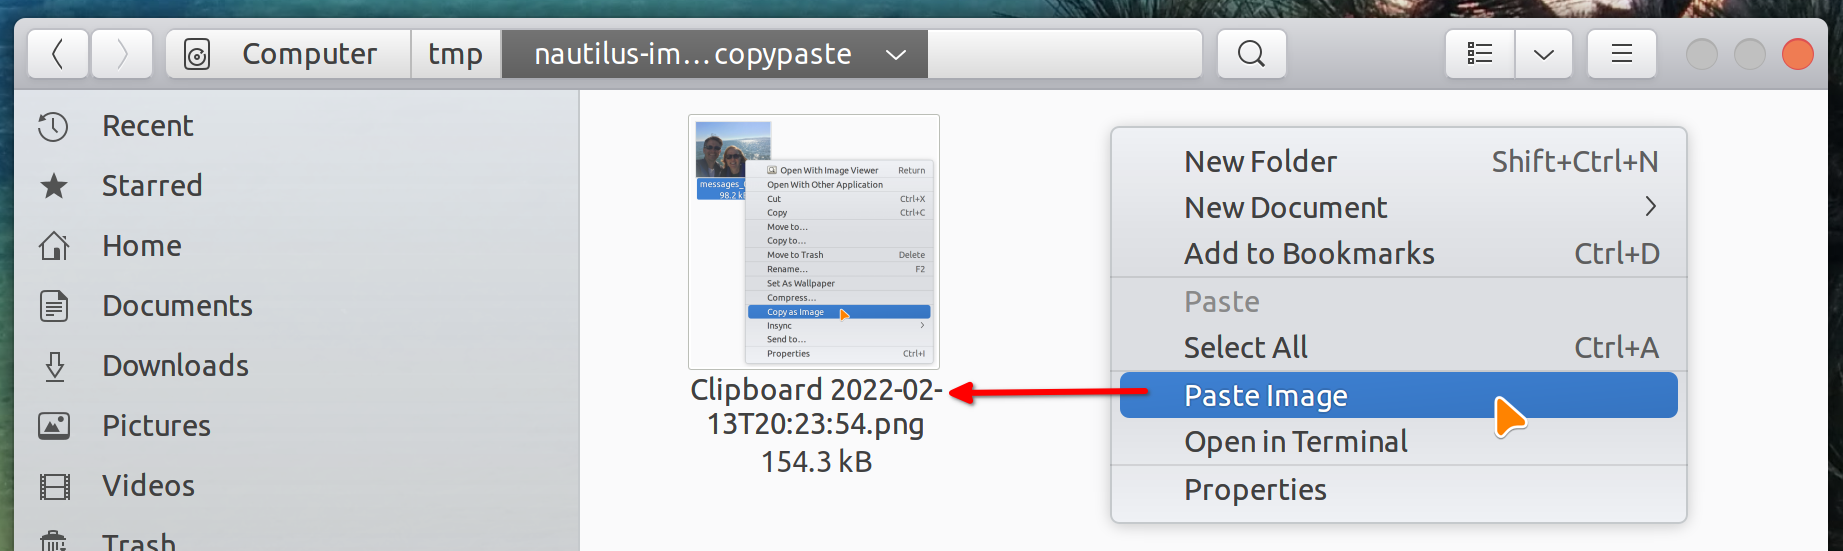 Computer
tmp
nautilus-im…copypaste
Recent
Starred
Home
Documents
Downloads
Pictures
Videos
Trash
messages_
98.2 k
Open With Image Viewer Return
Open With Other Application
Cut Ctrl+X
Copy Ctrl+C
Move to…
Copy to…
Move to Trash Delete
Rename… F2
Set As Wallpaper
Compress…
Copy as Image
Insync
Send to…
Properties Ctrl+I
Clipboard 2022-02-
13T20:23:54.png
154.3 kB
New Folder Shift+Ctrl+N
New Document
Add to Bookmarks Ctrl+D
Paste
Select All Ctrl+A
Paste Image
Open in Terminal
Properties